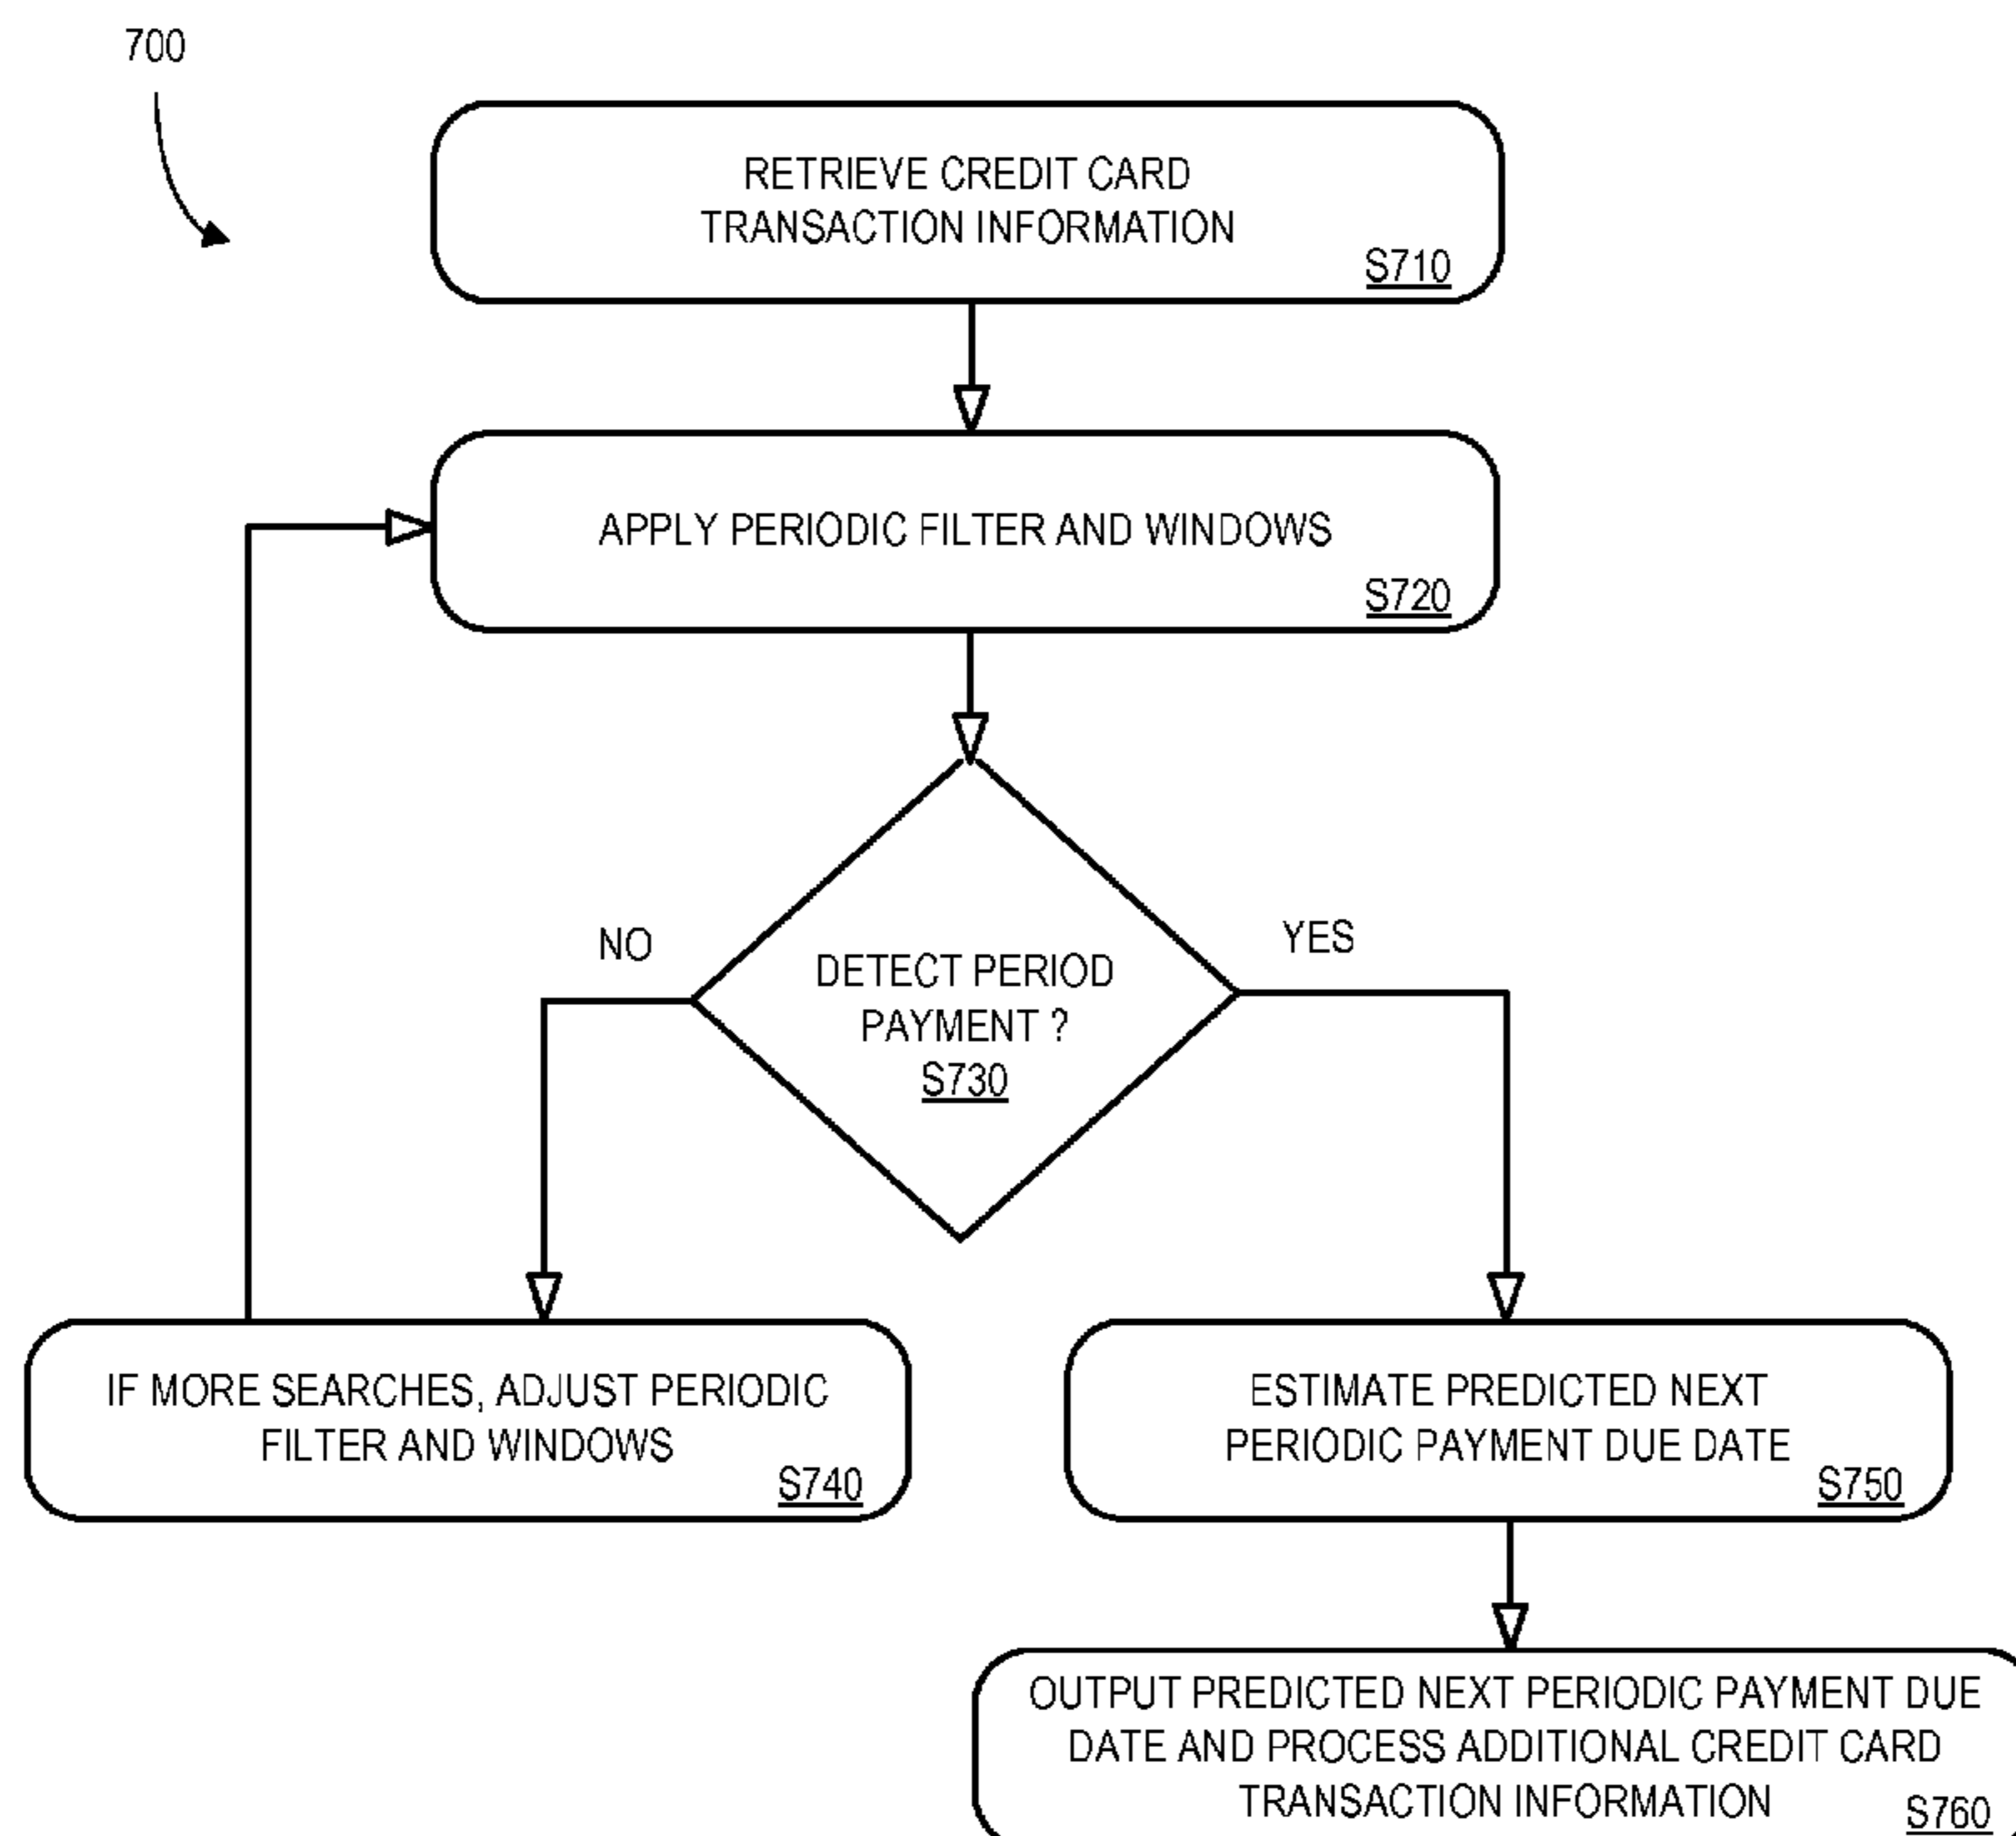 700
RETRIEVE CREDIT CARD
TRANSACTION INFORMATION
S710
APPLY PERIODIC FILTER AND WINDOWS
S720
NO
YES
DETECT PERIOD
PAYMENT ?
S730
IF MORE SEARCHES, ADJUST PERIODIC
FILTER AND WINDOWS
S740
ESTIMATE PREDICTED NEXT
PERIODIC PAYMENT DUE DATE
S750
OUTPUT PREDICTED NEXT PERIODIC PAYMENT DUE
DATE AND PROCESS ADDITIONAL CREDIT CARD
TRANSACTION INFORMATION
S760